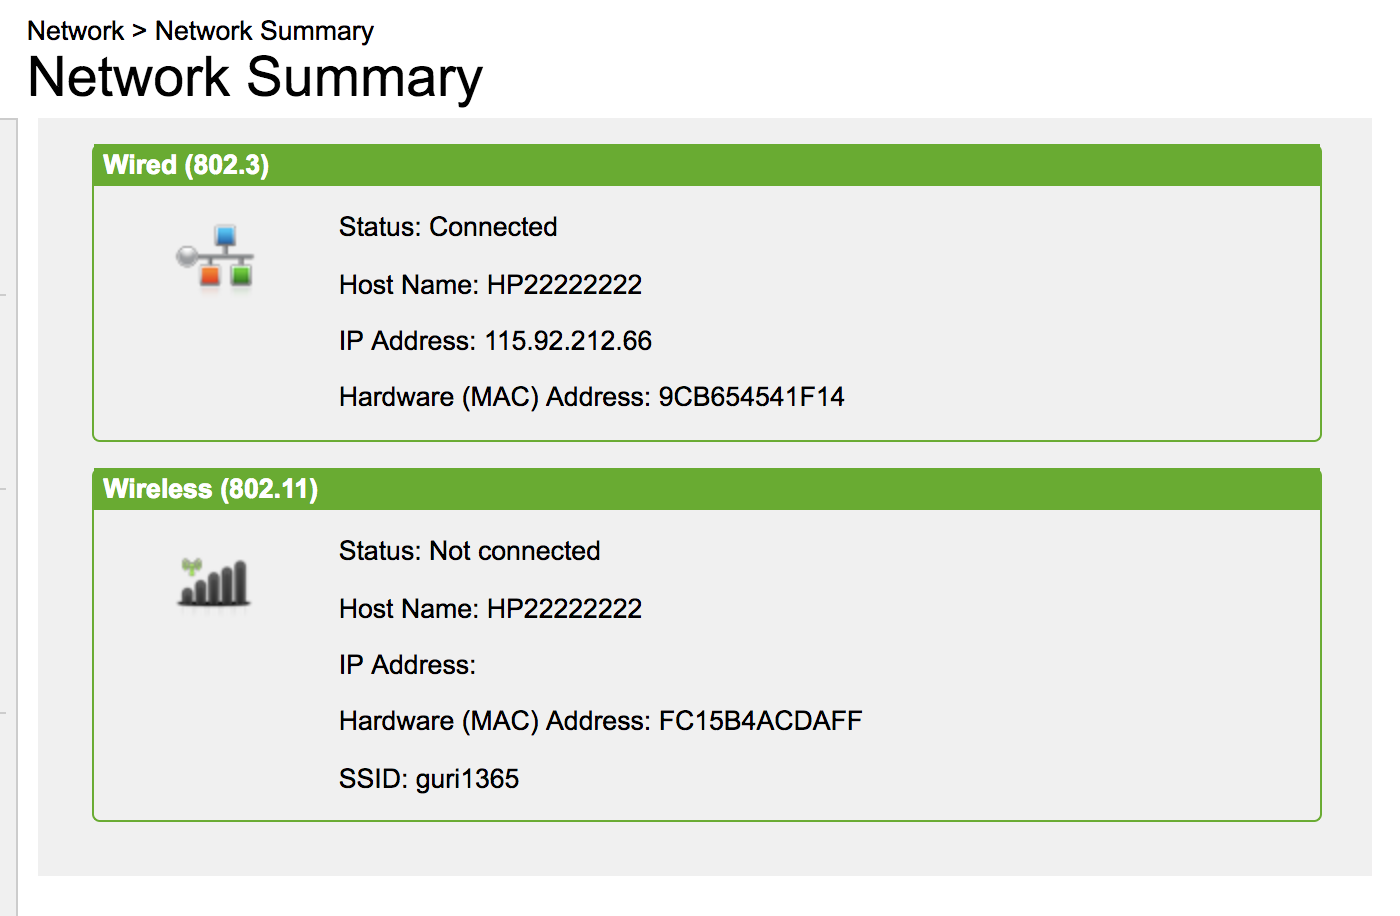 Network > Network Summary
Network Summary
Wired (802.3)
Status: Connected
Host Name: HP22222222
IP Address: 115.92.212.66
Hardware (MAC) Address: 9CB654541F14
Wireless (802.11)
Status: Not connected
Host Name: HP22222222
IP Address:
Hardware (MAC) Address: FC15B4ACDAFF
SSID: guri1365